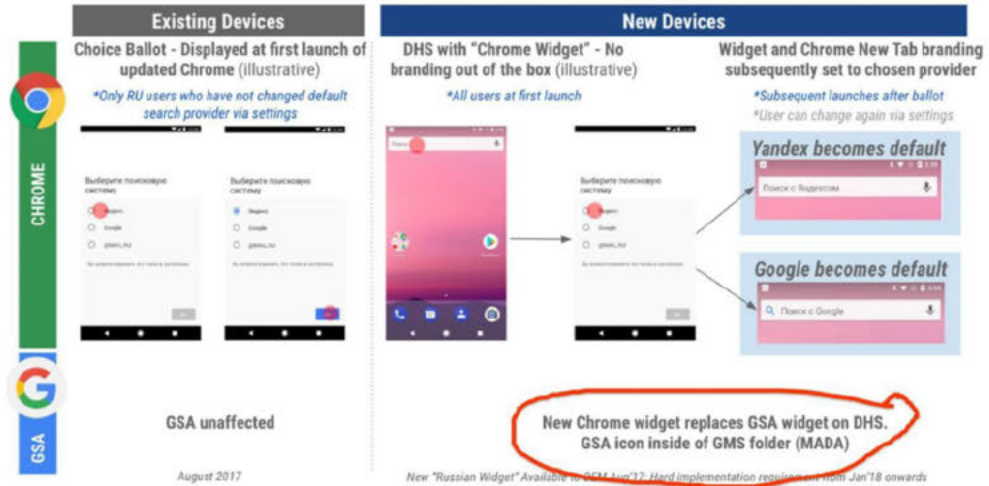 Existing Devices
New Devices
Choice Ballot - Displayed at first launch of
updated Chrome (illustrative)
*Only RU users who have not changed default
search provider via settings
DHS with "Chrome Widget" - No
branding out of the box (illustrative)
*All users at first launch
Widget and Chrome New Tab branding
subsequently set to chosen provider
*Subsequent launches after ballot
*User can change again via settings
CHROME
Выберите поисковую
систему
Google
Выберите поисковую
систему
Яндекс
Google
Выберите поисковую
систему
Google
Yandex becomes default
Поиск с Яндексом
Google becomes default
Поиск с Google
GSA
GSA unaffected
New Chrome widget replaces GSA widget on DHS.
GSA icon inside of GMS folder (MADA)
August 2017
New "Russian Widget" Available to OEM Aug'17; Hard implementation requirement from Jan'18 onwards